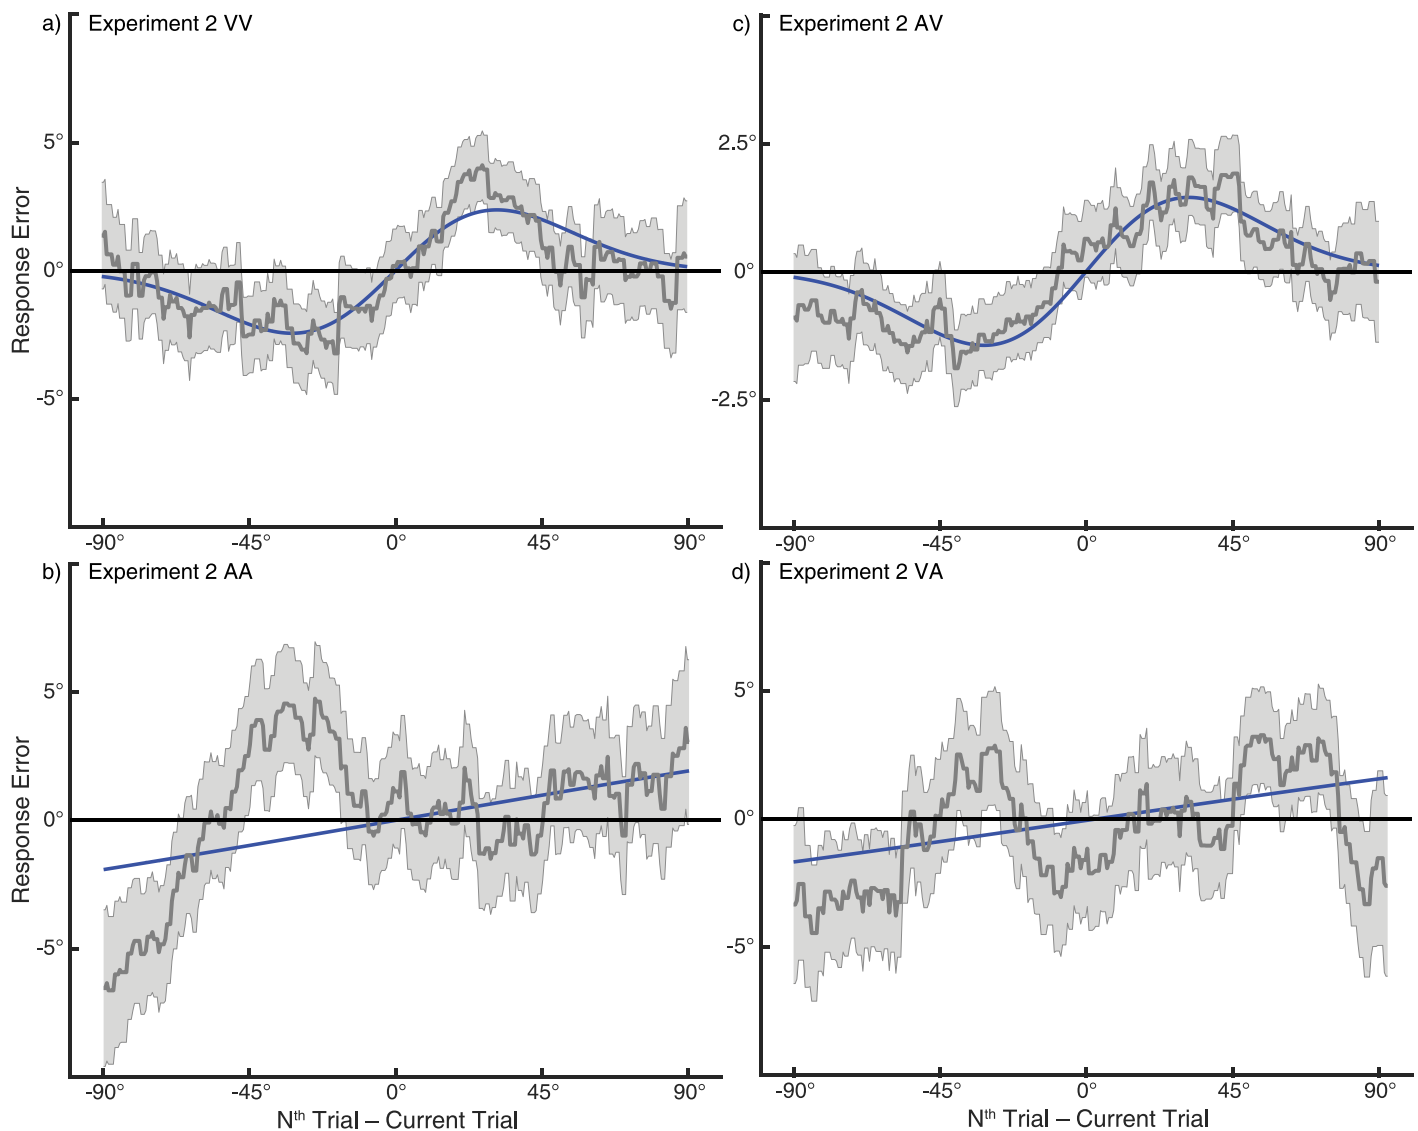 a) Experiment 2 VV
5°
0°
-5°
Response Error
-90° -45° 0° 45° 90°
c) Experiment 2 AV
2.5°
0°
-2.5°
-90° -45° 0° 45° 90°
b) Experiment 2 AA
5°
0°
-5°
Response Error
-90° -45° 0° 45° 90°
Nth Trial – Current Trial
d) Experiment 2 VA
5°
0°
-5°
-90° -45° 0° 45° 90°
Nth Trial – Current Trial